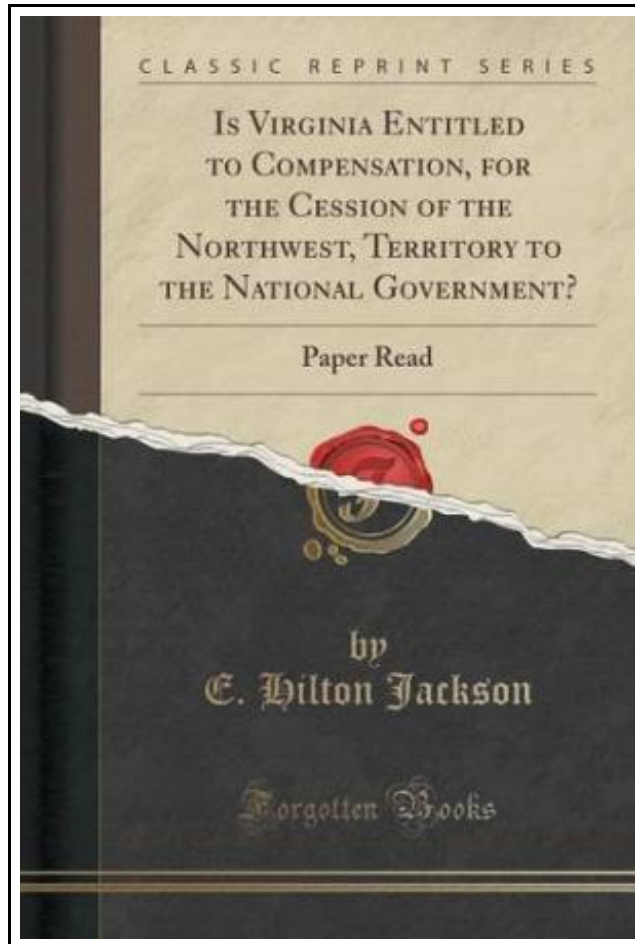 CLASSIC REPRINT SERIES
IS VIRGINIA ENTITLED
TO COMPENSATION, FOR
THE CESSION OF THE
NORTHWEST, TERRITORY TO
THE NATIONAL GOVERNMENT?
Paper Read
by
E. Hilton Jackson
Forgotten Books